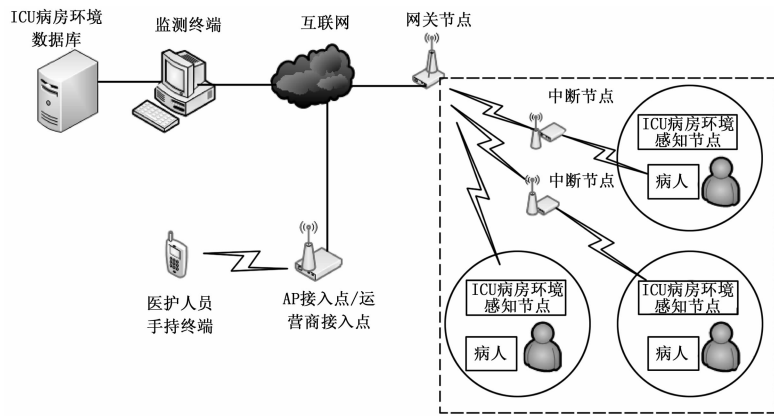 ICU病房环境
数据库
监测终端
互联网
网关节点
中断节点
ICU病房环境
感知节点
病人
中断节点
医护人员
手持终端
AP接入点/运
营商接入点
ICU病房环境
感知节点
病人
ICU病房环境
感知节点
病人